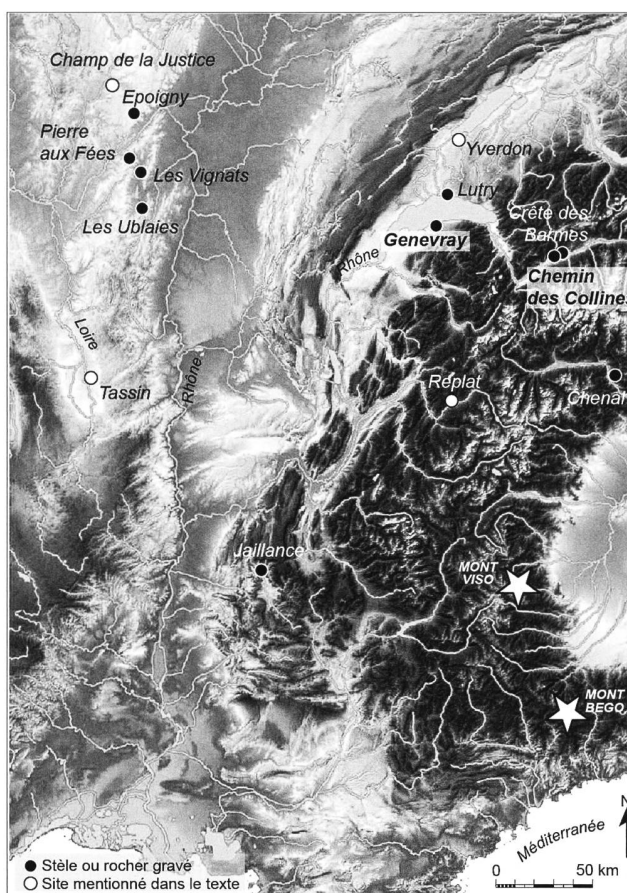 Champ de la Justice
Epoigny
Pierre
aux Fées
Les Vignats
Les Ublaies
Yverdon
Lutry
Crête des
Barmes
Genevray
Rhône
Chemin
des Collines
Loire
Rhône
Tassin
Replat
Chenal
Jaillance
MONT
VISO
MONT
BEGO
N
Méditerranée
0 50 km
Stèle ou rocher gravé
Site mentionné dans le texte